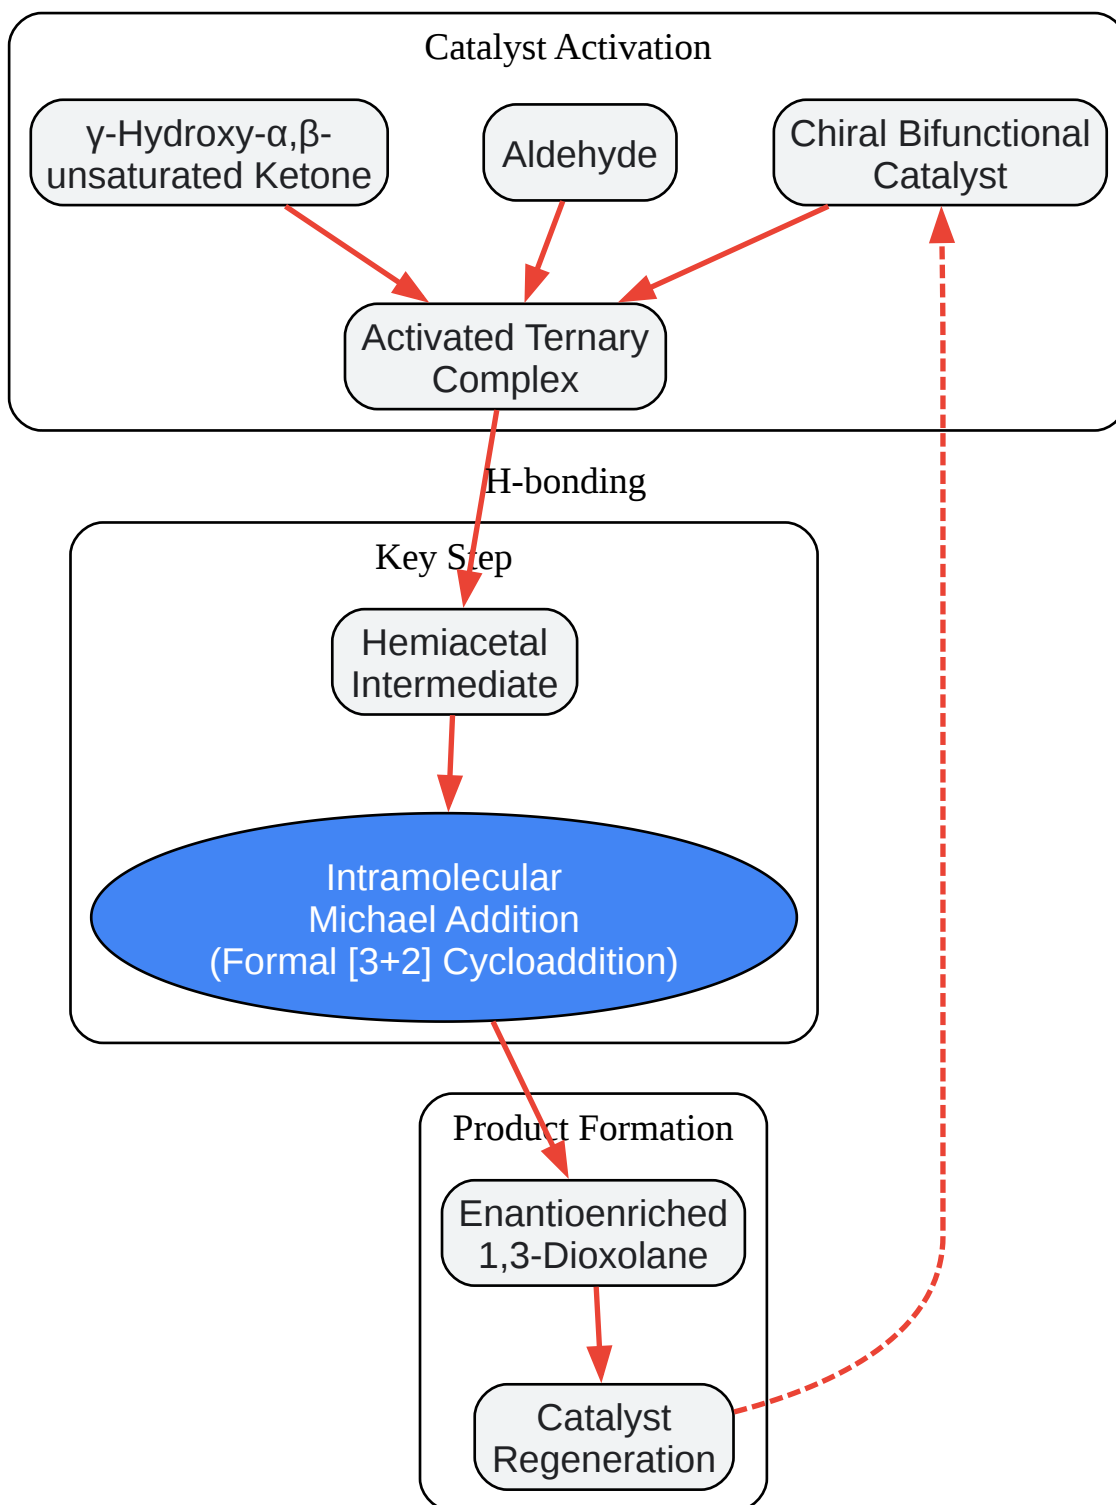 Catalyst Activation
γ-Hydroxy-α,β-
unsaturated Ketone
Aldehyde
Chiral Bifunctional
Catalyst
Activated Ternary
Complex
H-bonding
Key Step
Hemiacetal
Intermediate
Intramolecular
Michael Addition
(Formal [3+2] Cycloaddition)
Product Formation
Enantioenriched
1,3-Dioxolane
Catalyst
Regeneration